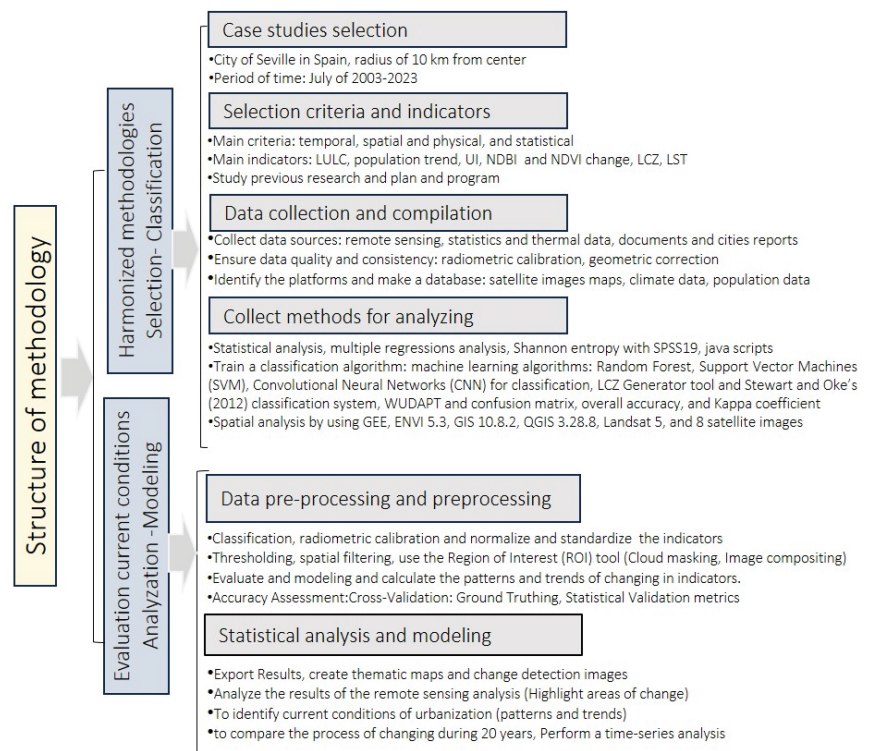 Structure of methodology
Harmonized methodologies
Selection- Classification
Case studies selection
•City of Seville in Spain, radius of 10 km from center
•Period of time: July of 2003-2023
Selection criteria and indicators
•Main criteria: temporal, spatial and physical, and statistical
•Main indicators: LULC, population trend, UI, NDBI and NDVI change, LCZ, LST
•Study previous research and plan and program
Data collection and compilation
•Collect data sources: remote sensing, statistics and thermal data, documents and cities reports
•Ensure data quality and consistency: radiometric calibration, geometric correction
•Identify the platforms and make a database: satellite images maps, climate data, population data
Collect methods for analyzing
•Statistical analysis, multiple regressions analysis, Shannon entropy with SPSS19, java scripts
•Train a classification algorithm: machine learning algorithms: Random Forest, Support Vector Machines
(SVM), Convolutional Neural Networks (CNN) for classification, LCZ Generator tool and Stewart and Oke's
(2012) classification system, WUDAPT and confusion matrix, overall accuracy, and Kappa coefficient
•Spatial analysis by using GEE, ENVI 5.3, GIS 10.8.2, QGIS 3.28.8, Landsat 5, and 8 satellite images
Evaluation current conditions
Analyzation -Modeling
Data pre-processing and preprocessing
•Classification, radiometric calibration and normalize and standardize the indicators
•Thresholding, spatial filtering, use the Region of Interest (ROI) tool (Cloud masking, Image compositing)
•Evaluate and modeling and calculate the patterns and trends of changing in indicators.
•Accuracy Assessment:Cross-Validation: Ground Truthing, Statistical Validation metrics
Statistical analysis and modeling
•Export Results, create thematic maps and change detection images
•Analyze the results of the remote sensing analysis (Highlight areas of change)
•To identify current conditions of urbanization (patterns and trends)
•to compare the process of changing during 20 years, Perform a time-series analysis